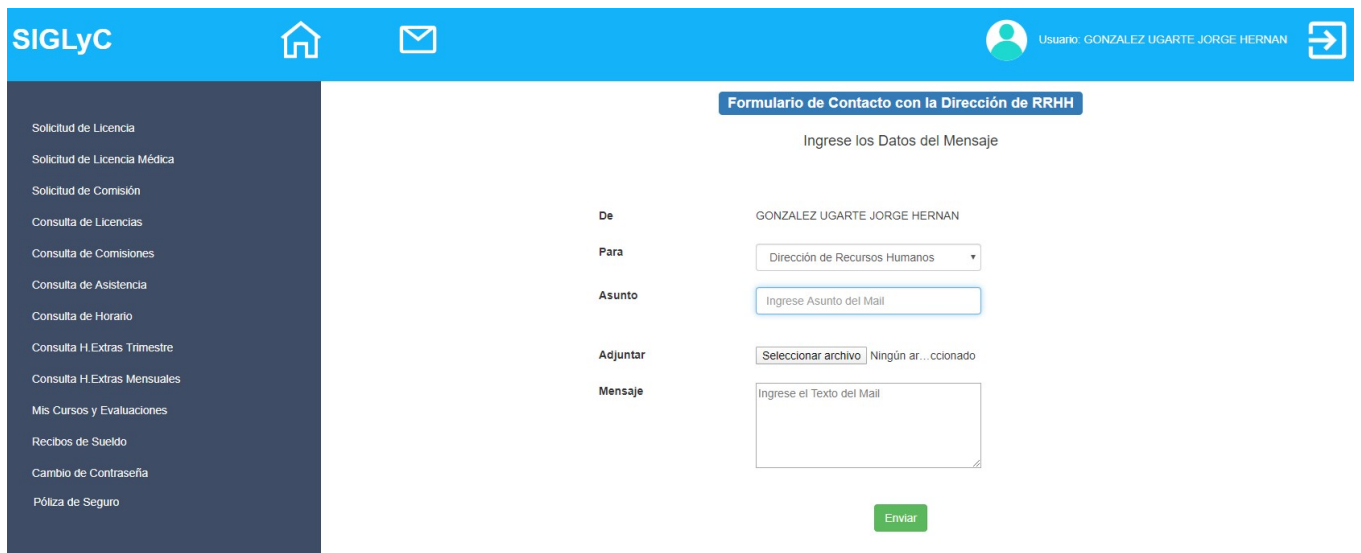 SIGLyC
Usuario: GONZALEZ UGARTE JORGE HERNAN
Solicitud de Licencia
Solicitud de Licencia Médica
Solicitud de Comisión
Consulta de Licencias
Consulta de Comisiones
Consulta de Asistencia
Consulta de Horario
Consulta H.Extras Trimestre
Consulta H.Extras Mensuales
Mis Cursos y Evaluaciones
Recibos de Sueldo
Cambio de Contraseña
Póliza de Seguro
Formulario de Contacto con la Dirección de RRHH
Ingrese los Datos del Mensaje
De GONZALEZ UGARTE JORGE HERNAN
Para Dirección de Recursos Humanos
Asunto Ingrese Asunto del Mail
Adjuntar Seleccionar archivo Ningún ar…ccionado
Mensaje Ingrese el Texto del Mail
Enviar